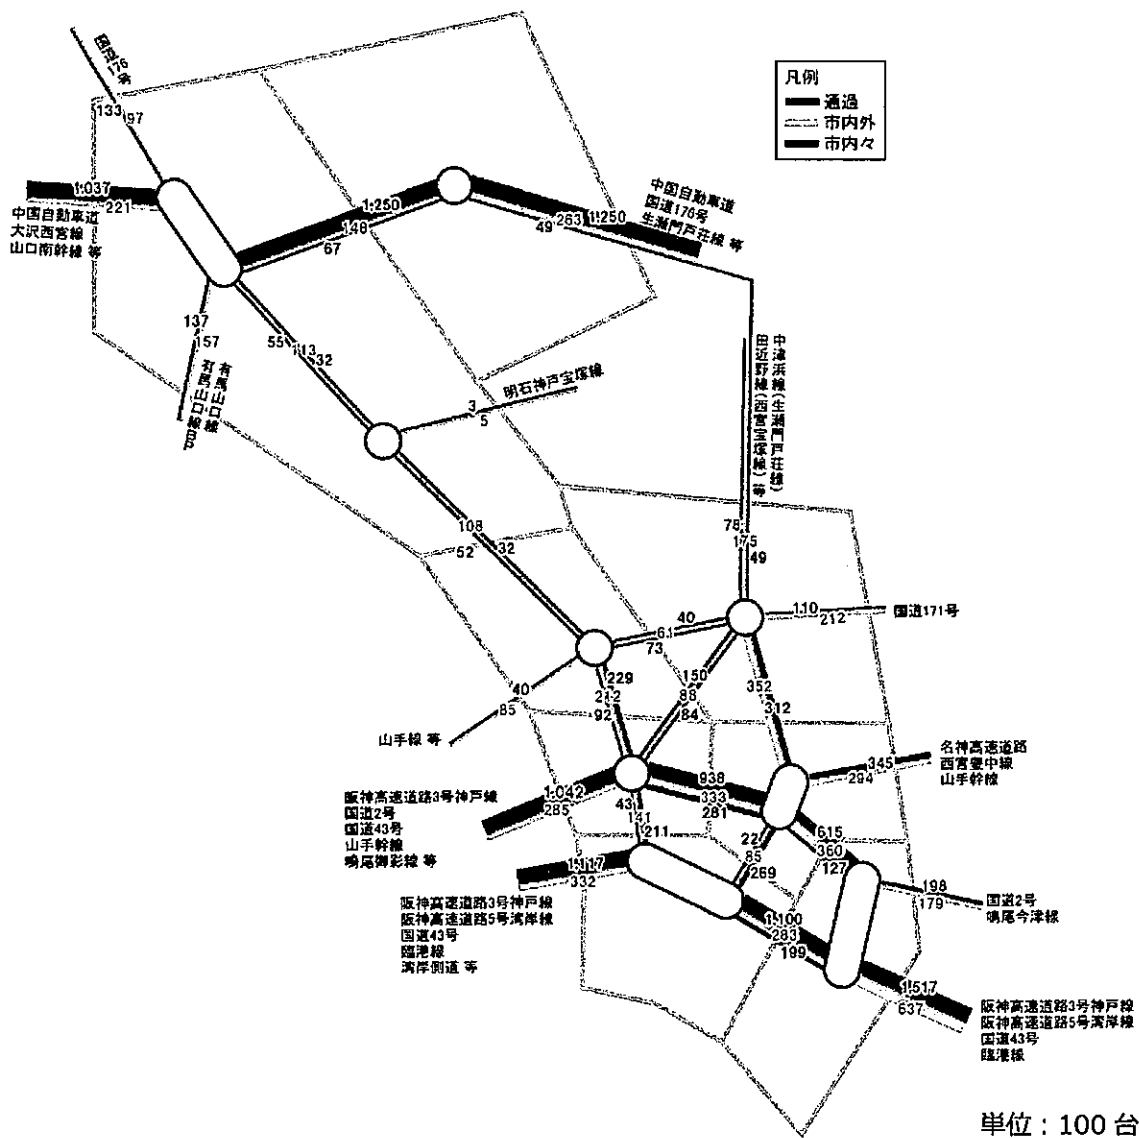 国道176号
133
97
凡例
通過
市内外
市内々
1,037
221
中国自動車道
大沢西宮線
山口南幹線 等
1,250
146
67
49
263
1,250
中国自動車道
国道176号
生瀬門戸荘線 等
137
157
有馬山口線
有馬山口線BP
55
113
32
明石神戸宝塚線
3
5
中津浜線(生瀬門戸荘線)
田近野線(西宮宝塚線) 等
78
175
49
108
52
32
40
61
73
110
212
国道171号
40
85
山手線 等
229
212
92
150
88
84
352
312
345
294
名神高速道路
西宮豊中線
山手幹線
1,042
285
阪神高速道路3号神戸線
国道2号
国道43号
山手幹線
鳴尾御影線 等
938
333
281
43
141
211
22
85
269
615
360
127
198
179
国道2号
鳴尾今津線
1,117
332
阪神高速道路3号神戸線
阪神高速道路5号湾岸線
国道43号
臨港線
湾岸側道 等
1,100
283
199
1,517
637
阪神高速道路3号神戸線
阪神高速道路5号湾岸線
国道43号
臨港線
単位：100 台